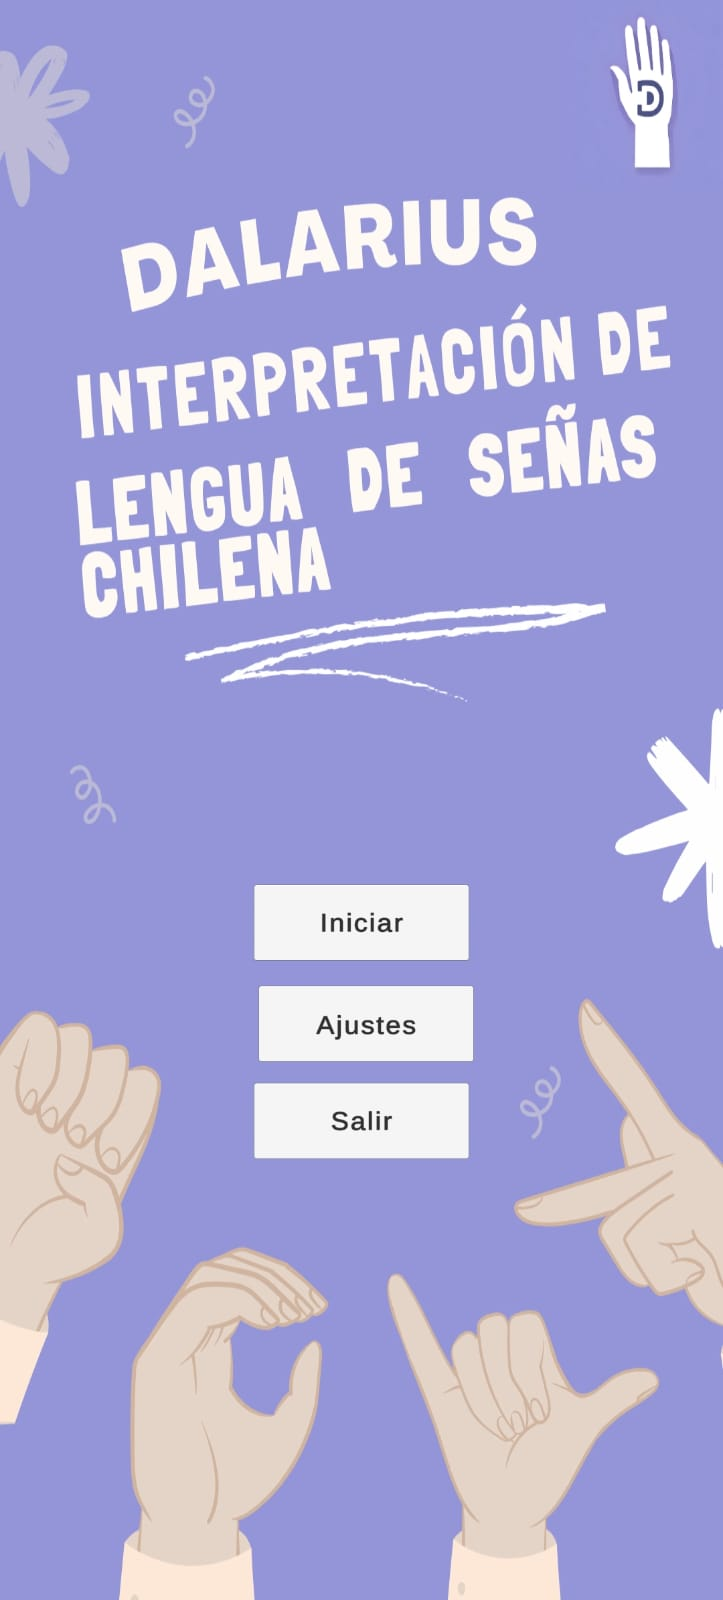 D
DALARIUS
INTERPRETACIÓN DE
LENGUA DE SEÑAS
CHILENA
Iniciar
Ajustes
Salir